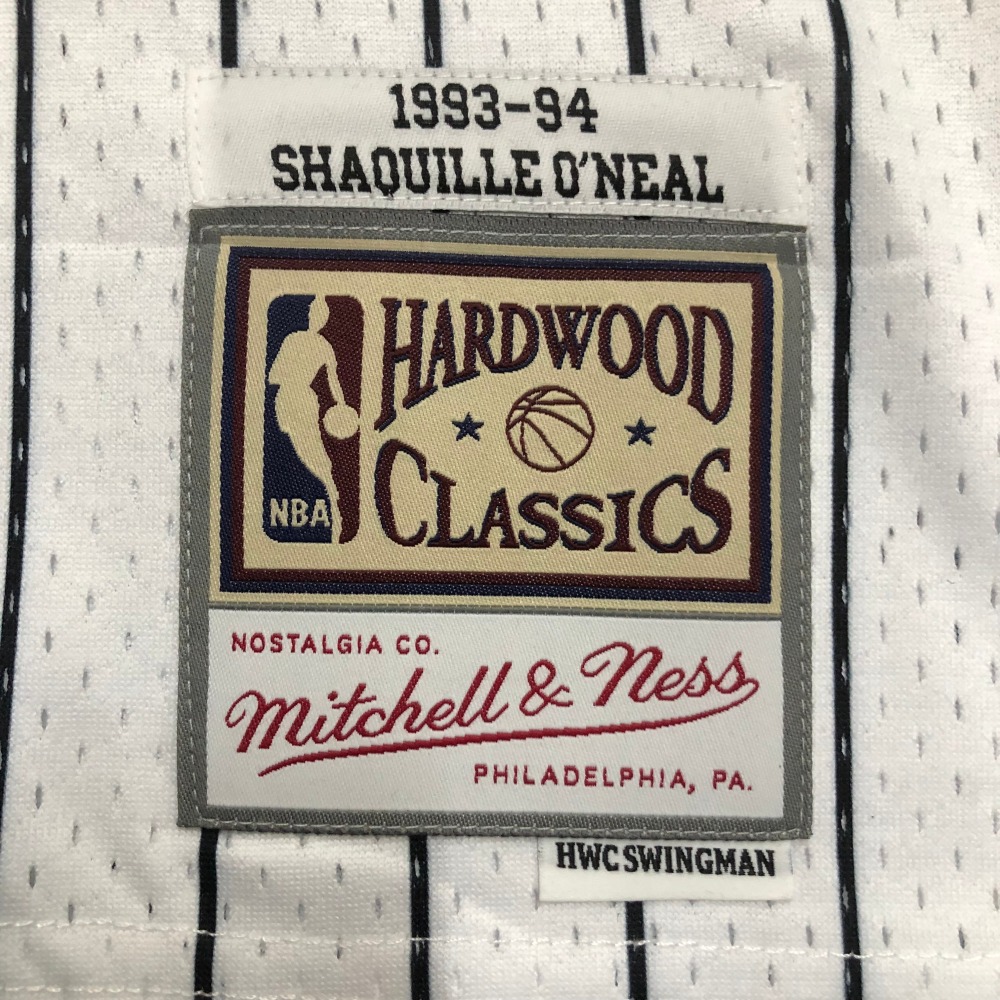 1993-94
SHAQUILLE O'NEAL
HARDWOOD
CLASSICS
NBA
NOSTALGIA CO.
Mitchell & Ness
PHILADELPHIA, PA.
HWC SWINGMAN